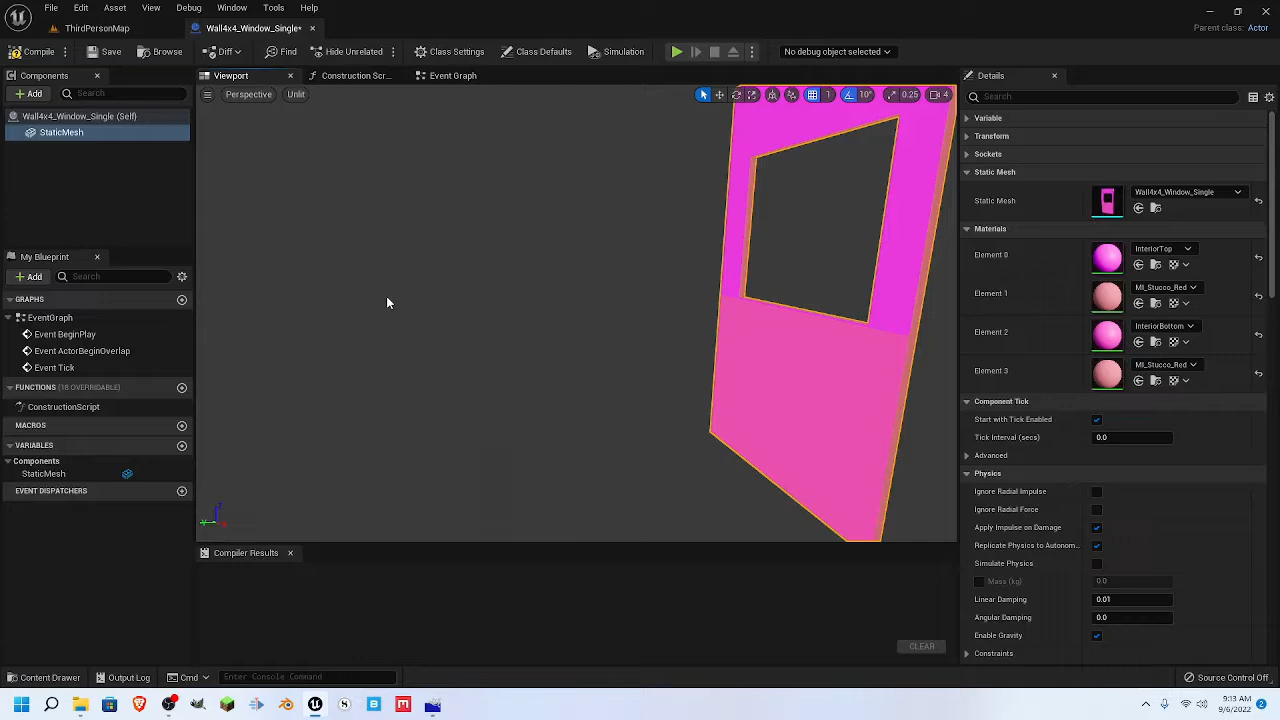 File Edit Asset View Debug Window Tools Help
Parent class: Actor
ThirdPersonMap
Wall4x4_Window_Single*
Compile
Save
Browse
Diff
Find
Hide Unrelated
Class Settings
Class Defaults
Simulation
No debug object selected
Components
Add
Search
Wall4x4_Window_Single (Self)
StaticMesh
My Blueprint
Add
Search
GRAPHS
EventGraph
Event BeginPlay
Event ActorBeginOverlap
Event Tick
FUNCTIONS (18 OVERRIDABLE)
ConstructionScript
MACROS
VARIABLES
Components
StaticMesh
EVENT DISPATCHERS
Viewport
Construction Scr...
Event Graph
Perspective
Unlit
1
10°
0.25
4
Compiler Results
CLEAR
Details
Search
Variable
Transform
Sockets
Static Mesh
Static Mesh
Wall4x4_Window_Single
Materials
Element 0
InteriorTop
Element 1
MI_Stucco_Red
Element 2
InteriorBottom
Element 3
MI_Stucco_Red
Component Tick
Start with Tick Enabled
Tick Interval (secs) 0.0
Advanced
Physics
Ignore Radial Impulse
Ignore Radial Force
Apply Impulse on Damage
Replicate Physics to Autonom...
Simulate Physics
Mass (kg) 0.0
Linear Damping 0.01
Angular Damping 0.0
Enable Gravity
Constraints
Content Drawer
Output Log
Cmd
Enter Console Command
Source Control Off
9:13 AM
9/6/2022
2